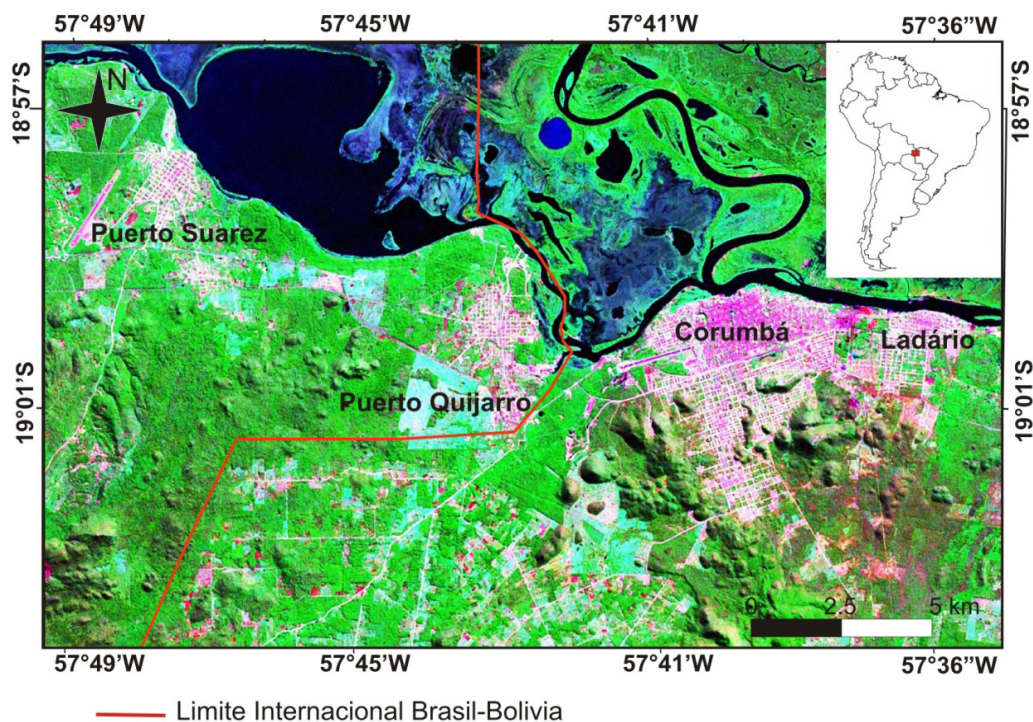 57°49'W 57°45'W 57°41'W 57°36"W
N
18°57'S
18°57'S
Puerto Suarez
Corumbá
Ladário
Puerto Quijarro
19°01'S
19°01'S
0 2.5 5 km
57°49'W 57°45'W 57°41'W 57°36"W
Limite Internacional Brasil-Bolivia